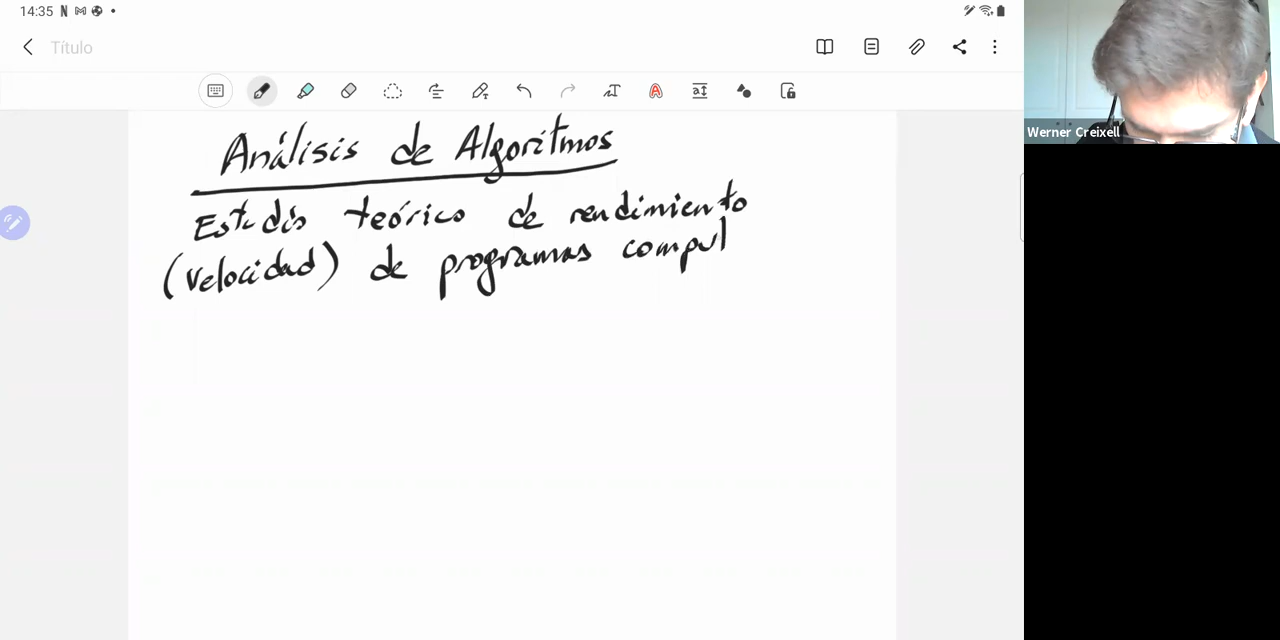 14:35
Título
Análisis de Algoritmos
Estudio teórico de rendimiento
(velocidad) de programas comput
Werner Creixell